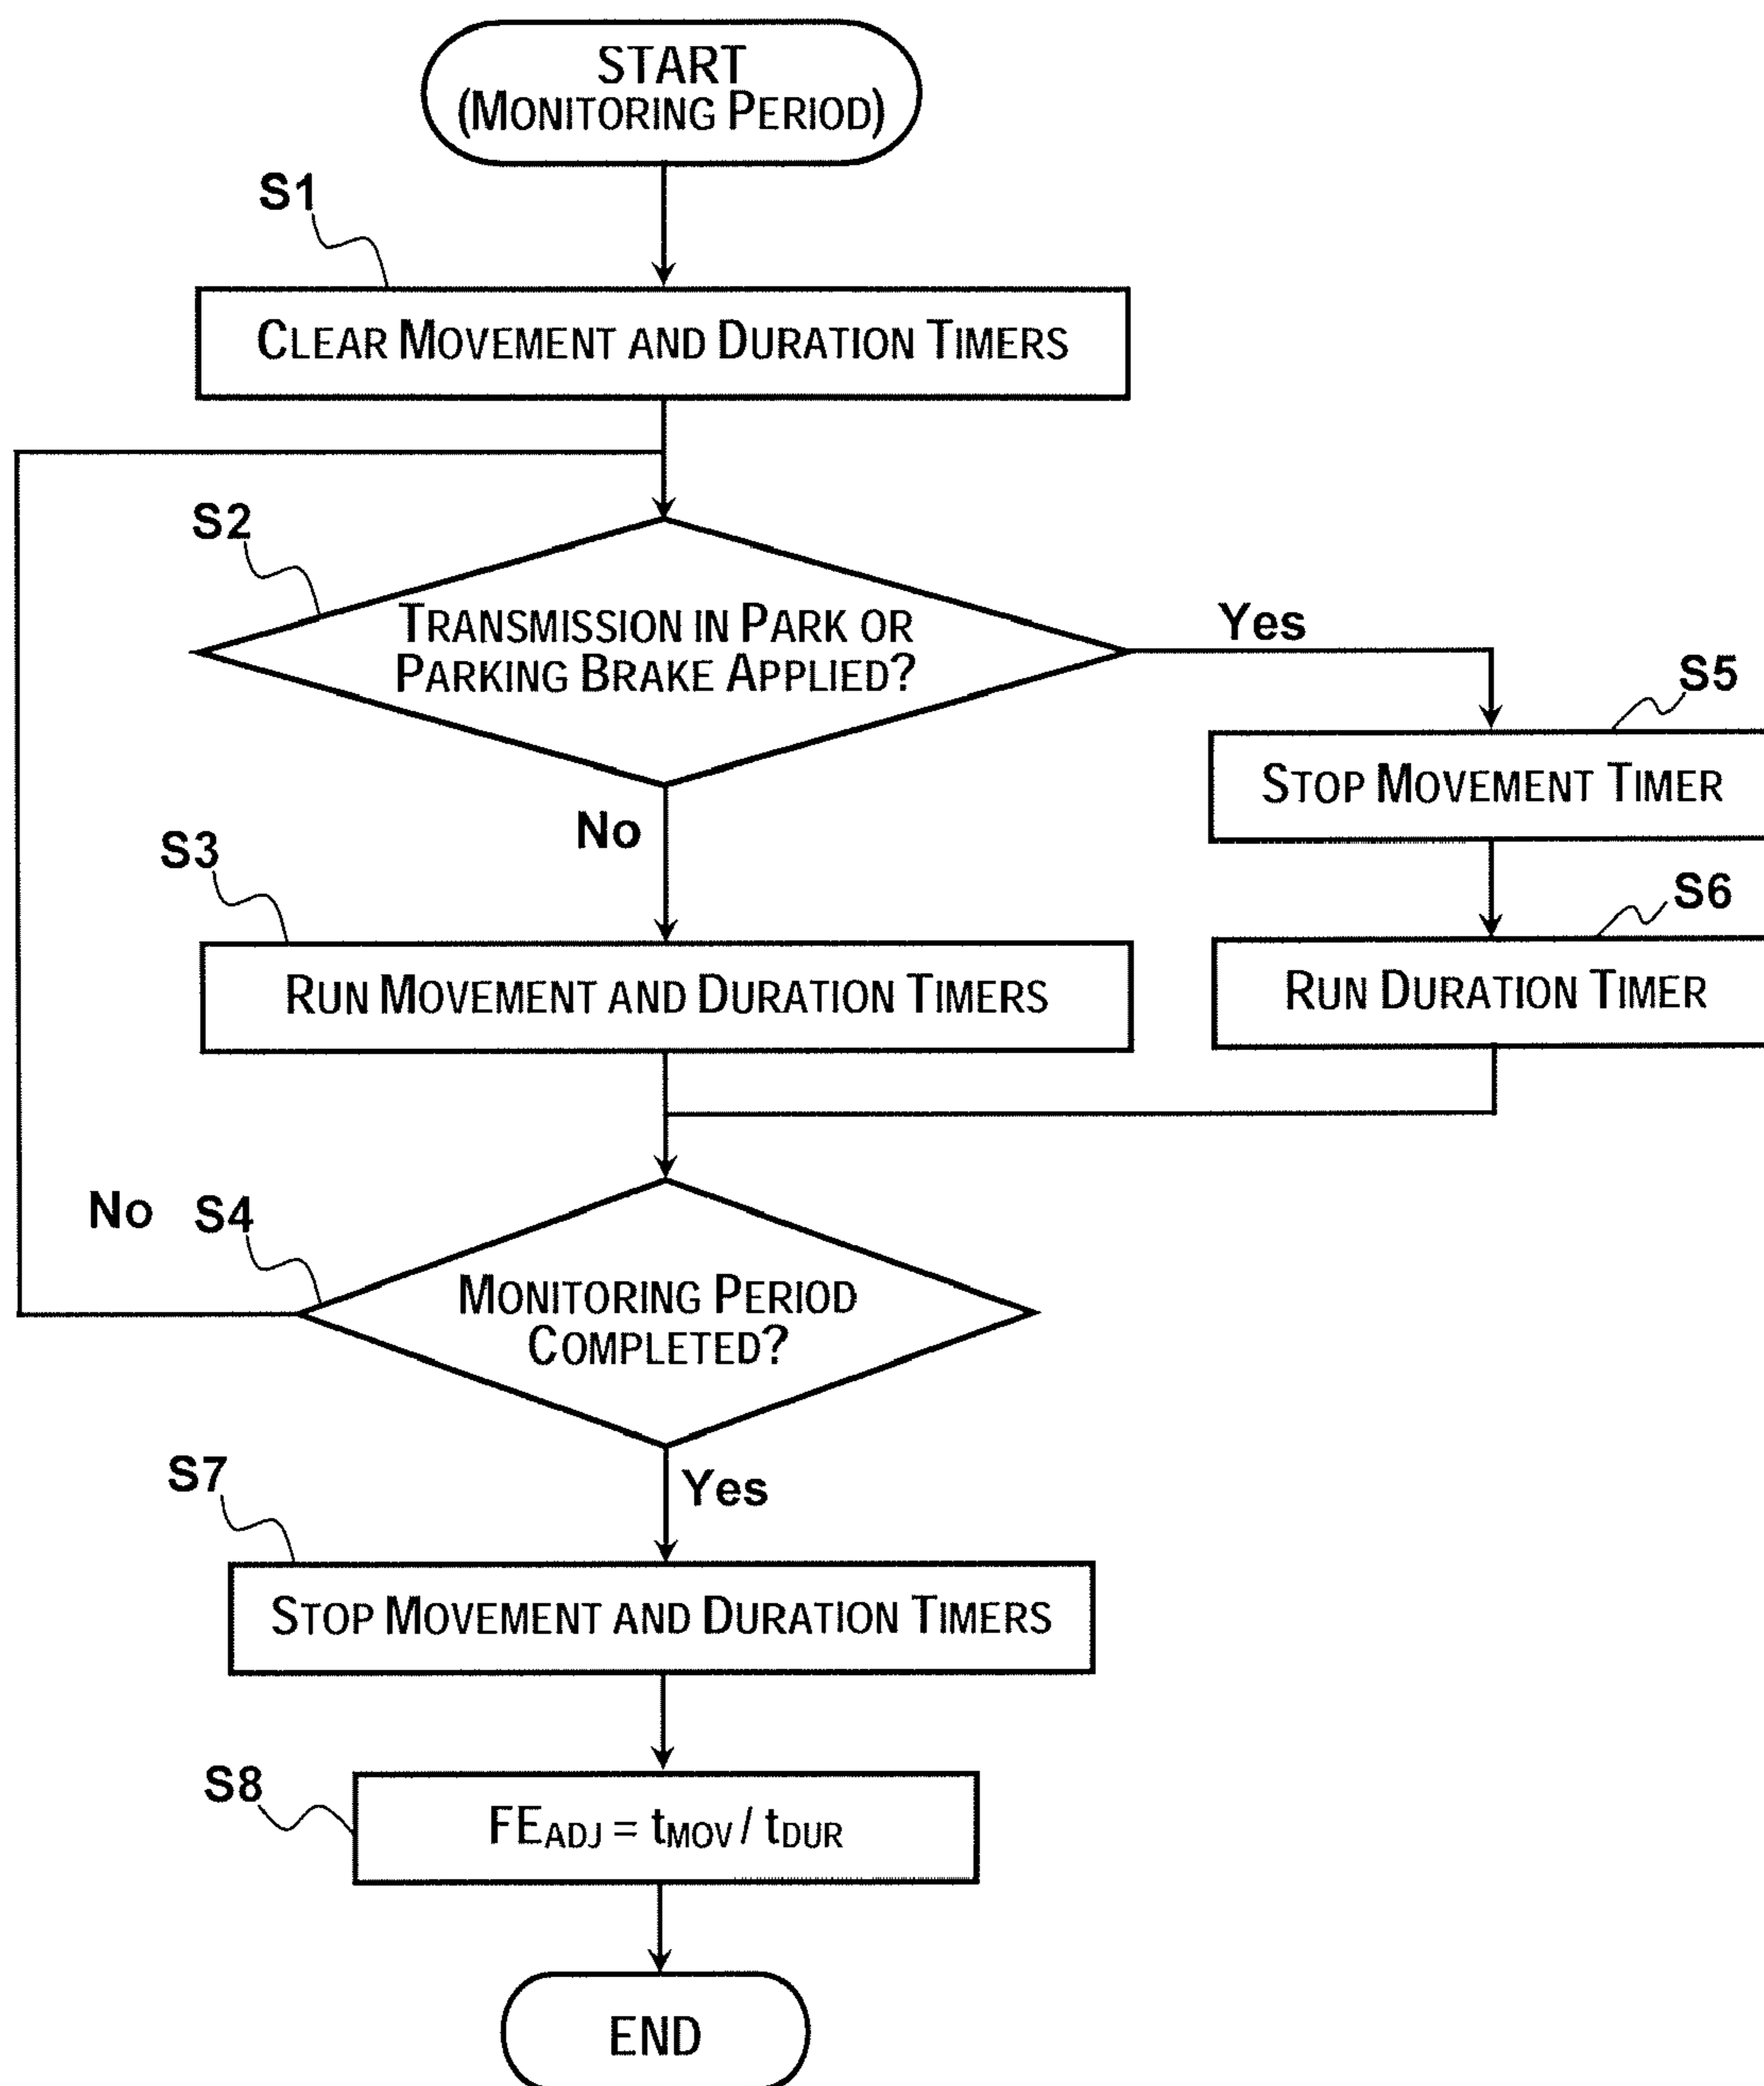 START
(MONITORING PERIOD)
S1
CLEAR MOVEMENT AND DURATION TIMERS
S2
TRANSMISSION IN PARK OR
PARKING BRAKE APPLIED?
Yes
S5
STOP MOVEMENT TIMER
No
S3
RUN MOVEMENT AND DURATION TIMERS
S6
RUN DURATION TIMER
No
S4
MONITORING PERIOD
COMPLETED?
Yes
S7
STOP MOVEMENT AND DURATION TIMERS
S8
FEADJ = tMOV / tDUR
END